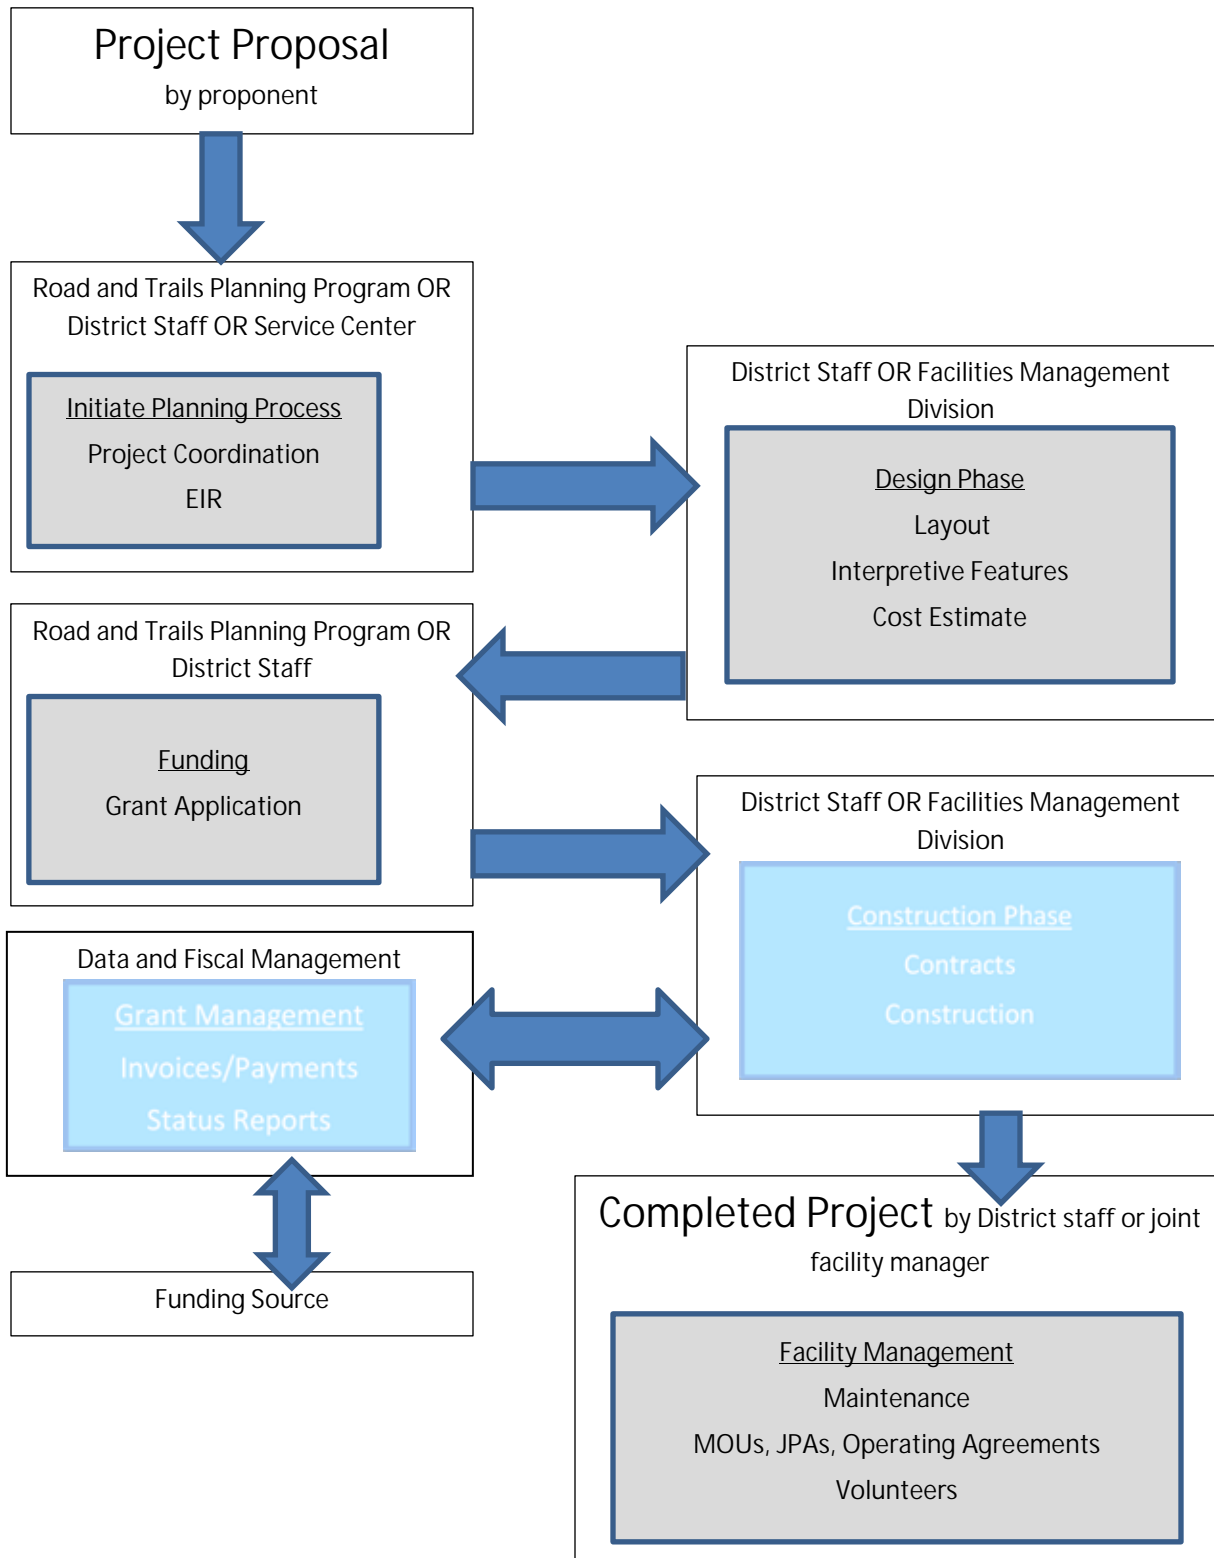 Project Proposal
by proponent
Road and Trails Planning Program OR
District Staff OR Service Center
Initiate Planning Process
Project Coordination
EIR
District Staff OR Facilities Management
Division
Design Phase
Layout
Interpretive Features
Cost Estimate
Road and Trails Planning Program OR
District Staff
Funding
Grant Application
District Staff OR Facilities Management
Division
Construction Phase
Contracts
Construction
Data and Fiscal Management
Grant Management
Invoices/Payments
Status Reports
Funding Source
Completed Project by District staff or joint
facility manager
Facility Management
Maintenance
MOUs, JPAs, Operating Agreements
Volunteers